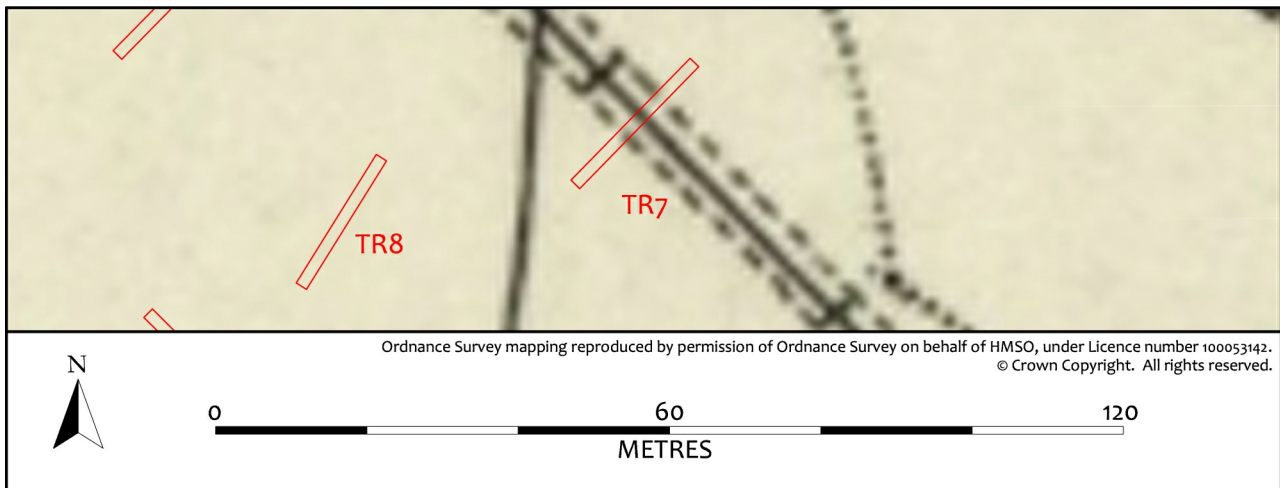 TR7
TR8
Ordnance Survey mapping reproduced by permission of Ordnance Survey on behalf of HMSO, under Licence number 100053142.
© Crown Copyright. All rights reserved.
N
0 60 120
METRES